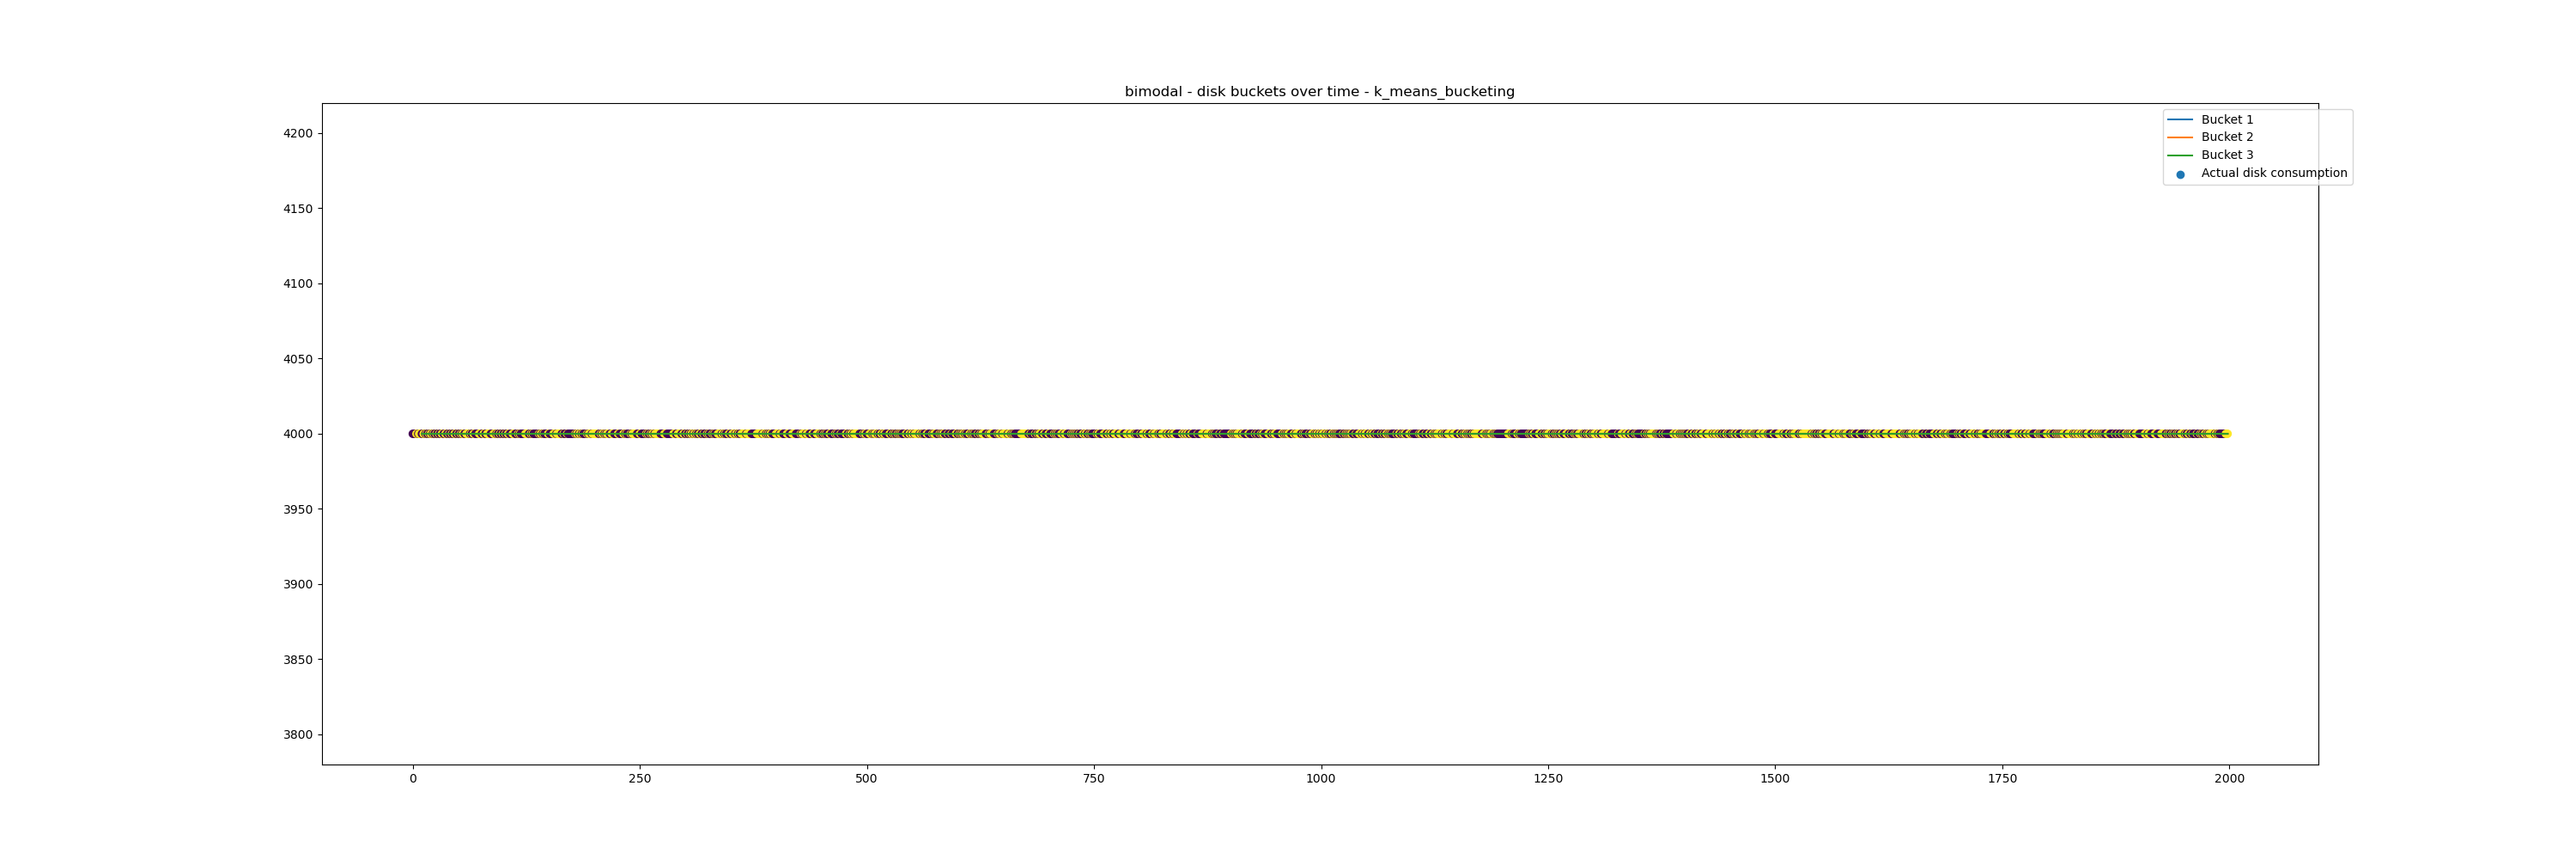 bimodal - disk buckets over time - k_means_bucketing
Bucket 1
Bucket 2
Bucket 3
Actual disk consumption
4200
4150
4100
4050
4000
3950
3900
3850
3800
0 250 500 750 1000 1250 1500 1750 2000